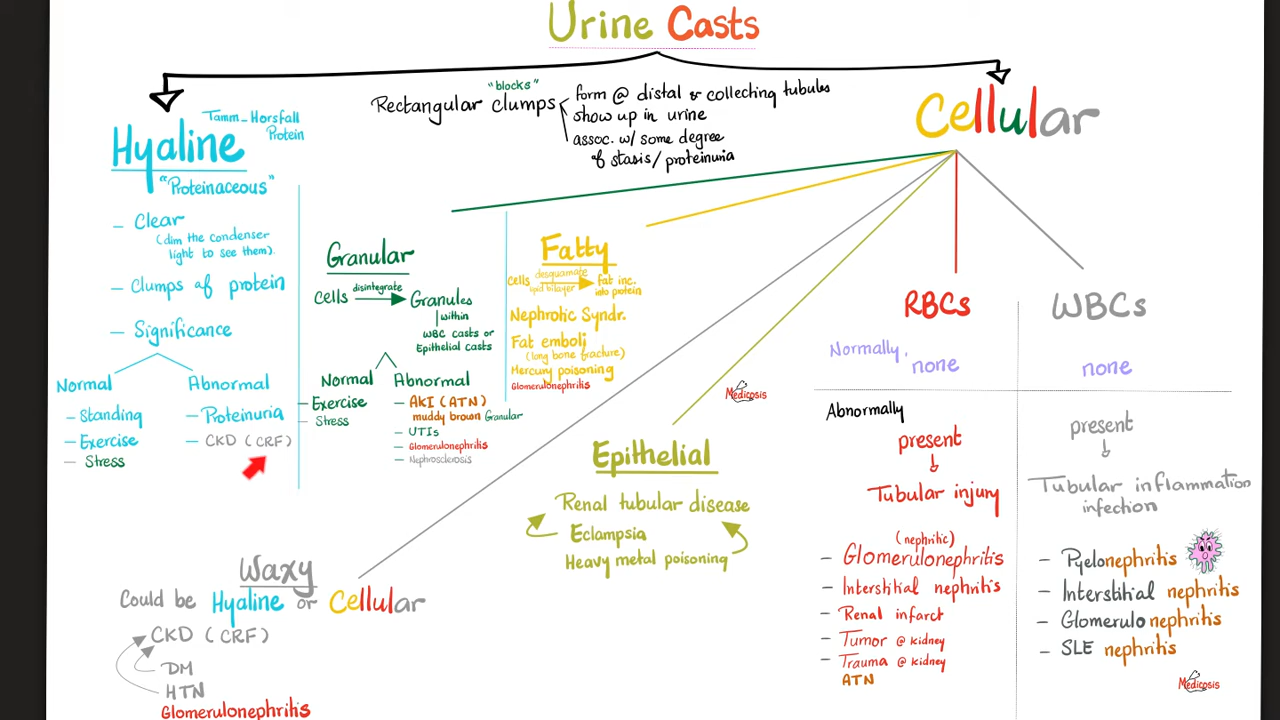 Urine Casts
"blocks"
Rectangular clumps
form @ distal & collecting tubules
show up in urine
assoc. w/ some degree
of stasis/proteinuria
Hyaline
Tamm-Horsfall
Protein
"Proteinaceous"
- Clear
(dim the condenser
light to see them).
- Clumps of protein
- Significance
Normal
- Standing
- Exercise
- Stress
Abnormal
- Proteinuria
- CKD (CRF)
Cellular
Granular
Cells disintegrate Granules
within
WBC casts or
Epithelial casts
Normal
- Exercise
- Stress
Abnormal
- AKI (ATN)
muddy brown Granular
- UTIs
- Glomerulonephritis
- Nephrosclerosis
Fatty
Cells desquamate fat inc.
lipid bilayer into protein
Nephrotic Syndr.
Fat emboli
(long bone fracture)
Mercury poisoning
Glomerulonephritis
Medicosis
Waxy
Could be Hyaline or Cellular
CKD (CRF)
DM
HTN
Glomerulonephritis
Epithelial
Renal tubular disease
Eclampsia
Heavy metal poisoning
RBCs WBCs
Normally, none none
Abnormally
present
Tubular injury
(nephritic)
- Glomerulonephritis
- Interstitial nephritis
- Renal infarct
- Tumor @ kidney
- Trauma @ kidney
ATN
present
Tubular inflammation
infection
- Pyelonephritis
- Interstitial nephritis
- Glomerulonephritis
- SLE nephritis
Medicosis